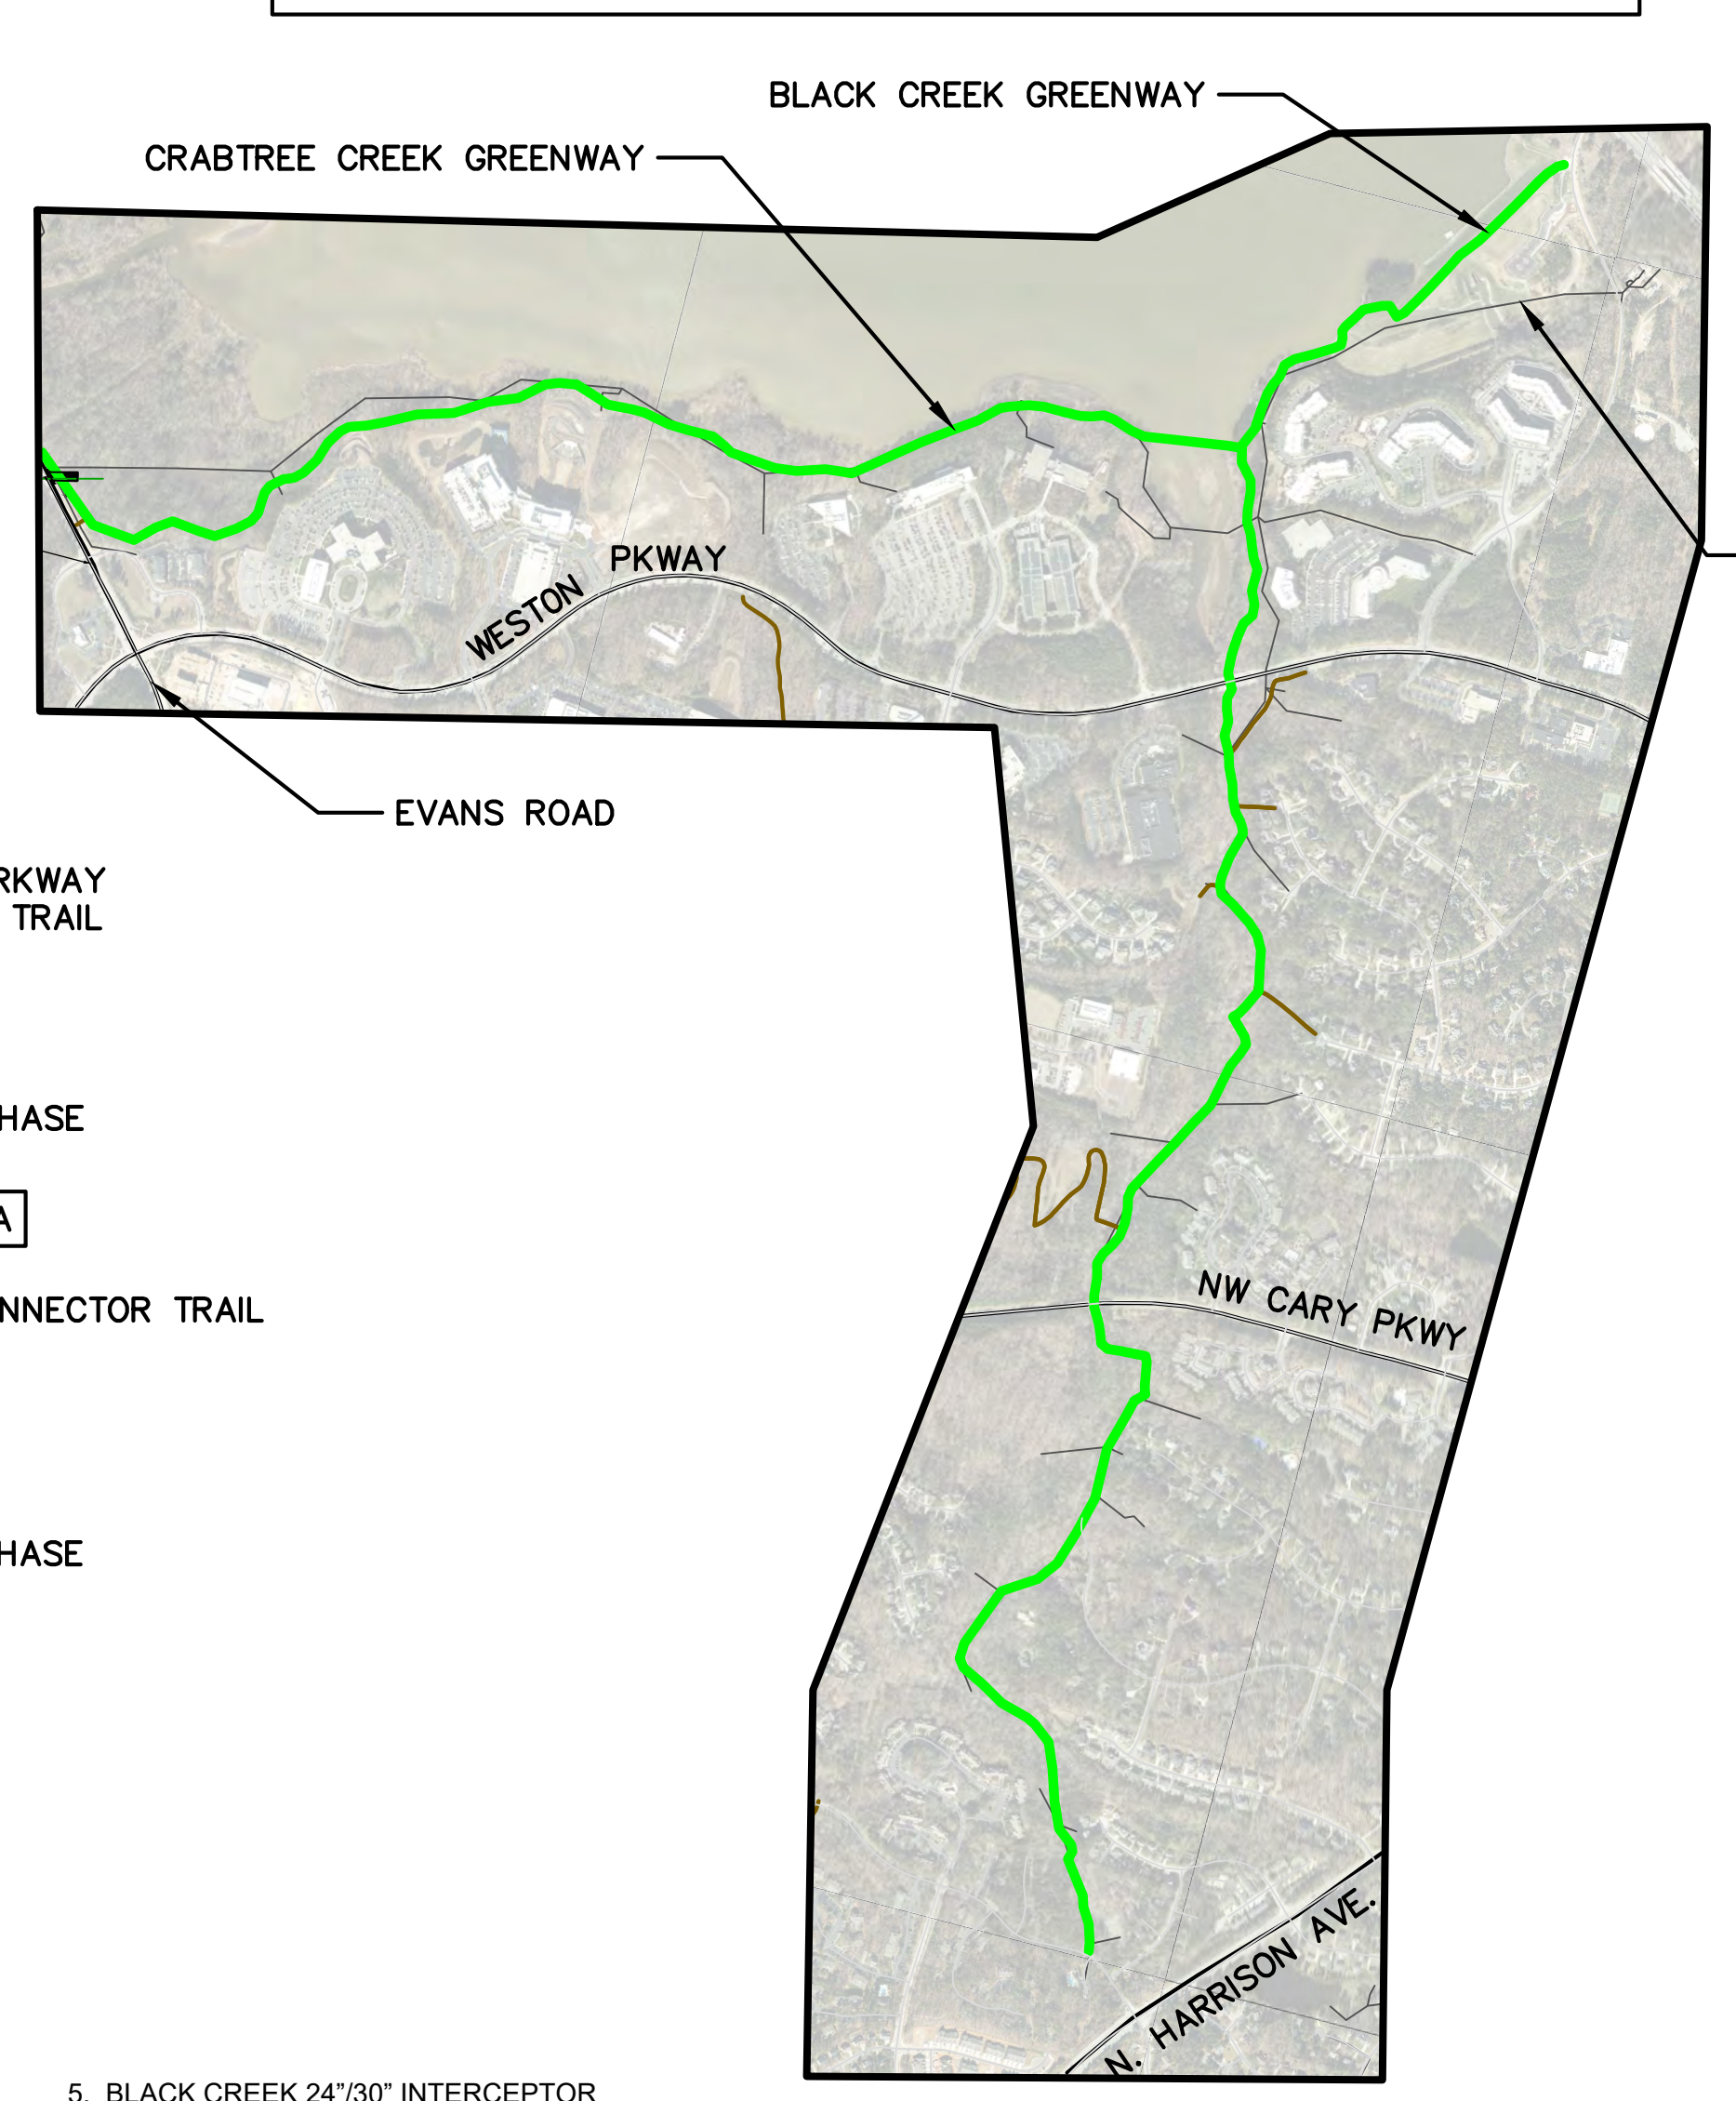 BLACK CREEK GREENWAY
CRABTREE CREEK GREENWAY
WESTON PKWAY
EVANS ROAD
RKWAY
TRAIL
HASE
A
NW CARY PKWY
NNECTOR TRAIL
HASE
N. HARRISON AVE.
5. BLACK CREEK 24”/30” INTERCEPTOR